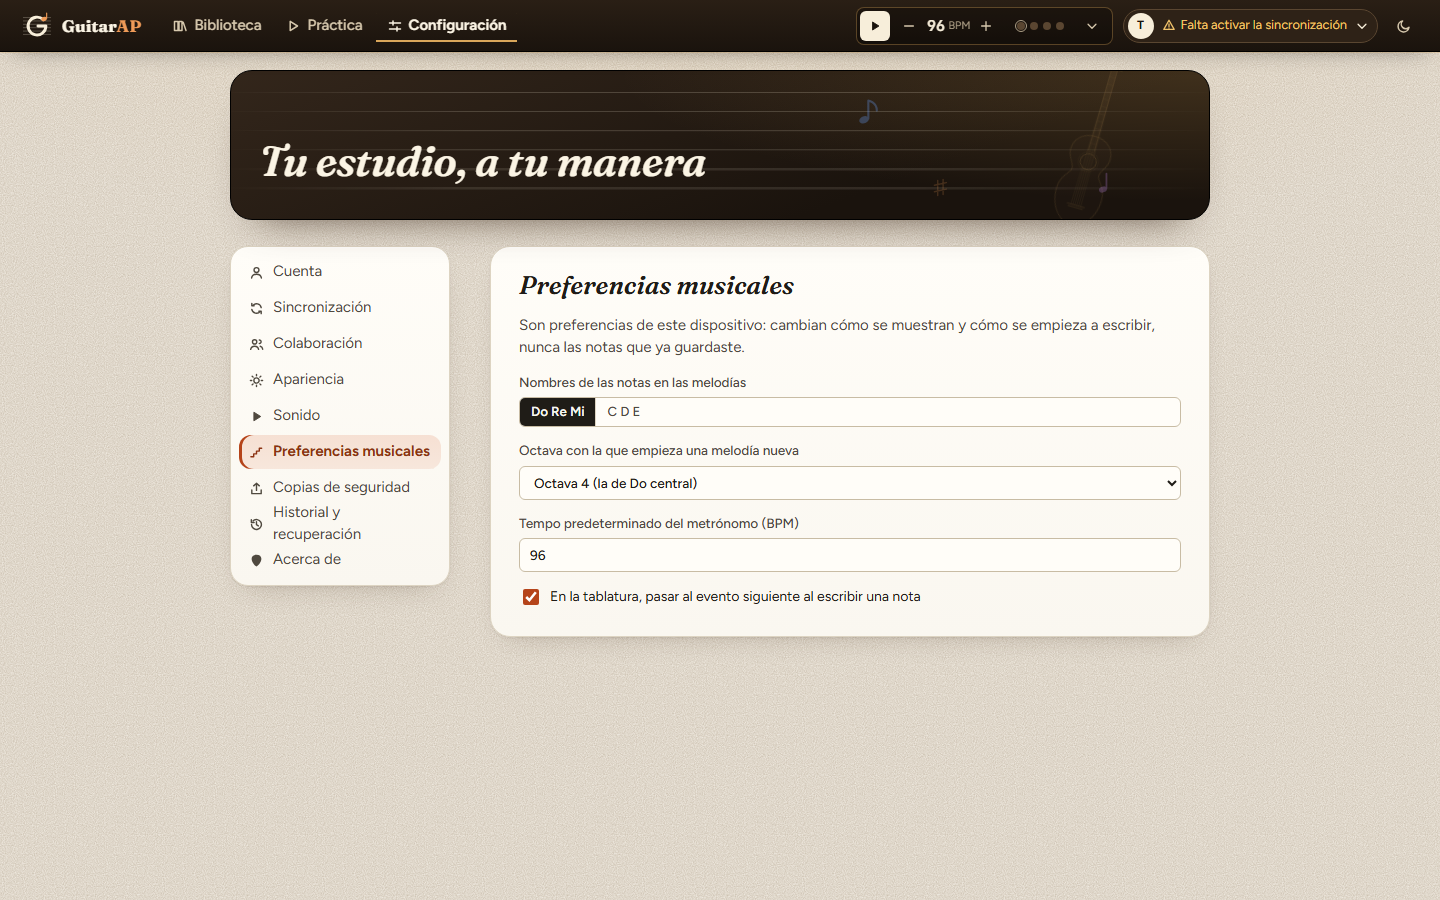 GuitarAP
Biblioteca
Práctica
Configuración
96 BPM
T
Falta activar la sincronización
Tu estudio, a tu manera
Cuenta
Sincronización
Colaboración
Apariencia
Sonido
Preferencias musicales
Copias de seguridad
Historial y
recuperación
Acerca de
Preferencias musicales
Son preferencias de este dispositivo: cambian cómo se muestran y cómo se empieza a escribir,
nunca las notas que ya guardaste.
Nombres de las notas en las melodías
Do Re Mi
C D E
Octava con la que empieza una melodía nueva
Octava 4 (la de Do central)
Tempo predeterminado del metrónomo (BPM)
96
En la tablatura, pasar al evento siguiente al escribir una nota